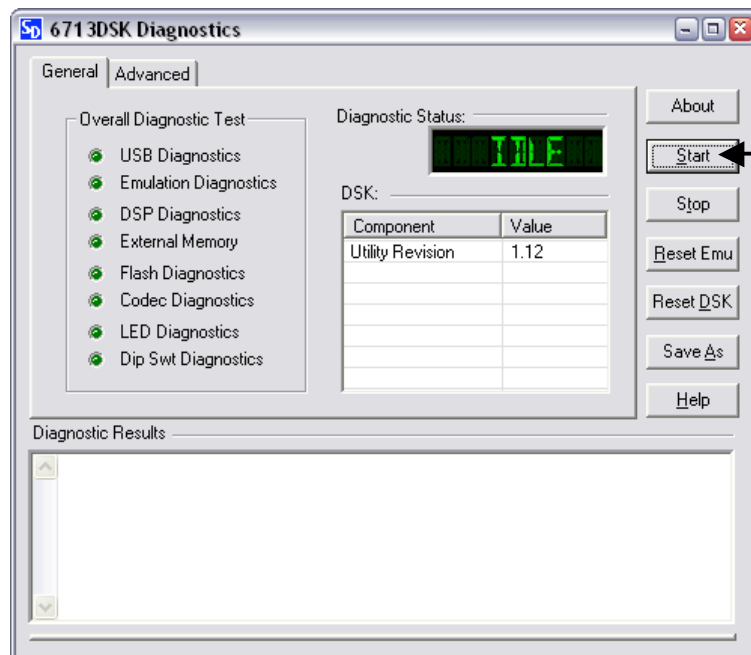 SD 6713DSK Diagnostics
General Advanced
Overall Diagnostic Test
USB Diagnostics
Emulation Diagnostics
DSP Diagnostics
External Memory
Flash Diagnostics
Codec Diagnostics
LED Diagnostics
Dip Swt Diagnostics
Diagnostic Status:
IDLE
DSK:
Component Value
Utility Revision 1.12
About
Start
Stop
Reset Emu
Reset DSK
Save As
Help
Diagnostic Results